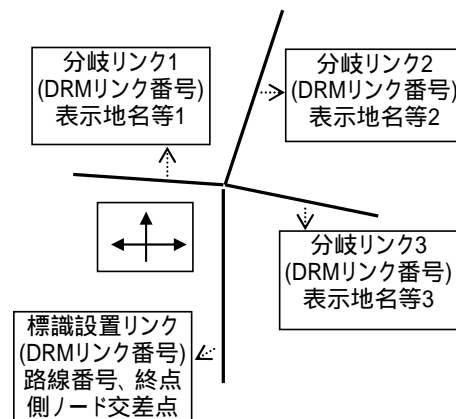 分岐リンク1
(DRMリンク番号)
表示地名等1
分岐リンク2
(DRMリンク番号)
表示地名等2
分岐リンク3
(DRMリンク番号)
表示地名等3
標識設置リンク
(DRMリンク番号)
路線番号、終点
側ノード交差点